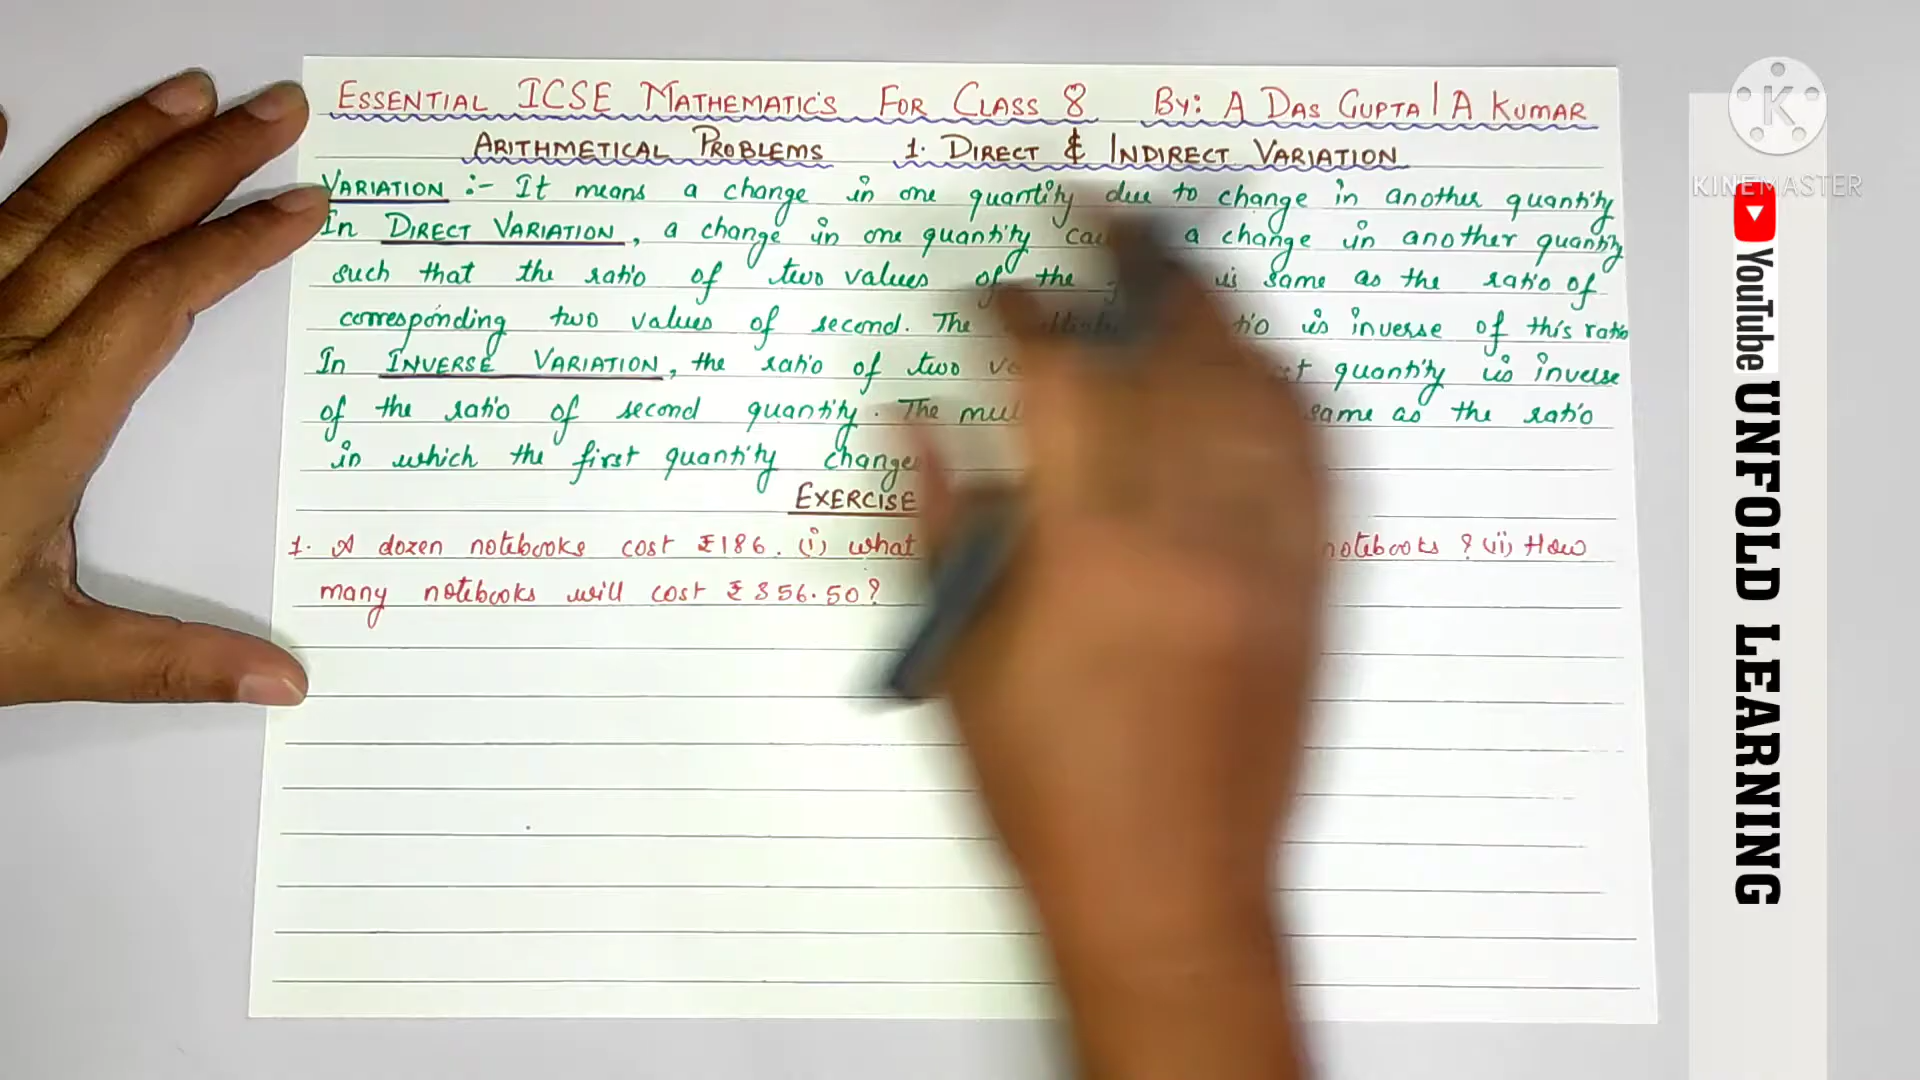 ESSENTIAL ICSE MATHEMATICS FOR CLASS 8 BY: A DAS GUPTA | A KUMAR
ARITHMETICAL PROBLEMS 1. DIRECT & INDIRECT VARIATION
VARIATION :- It means a change in one quantity due to change in another quantity
In DIRECT VARIATION, a change in one quantity a change in another quantity
such that the ratio of two values of the is same as the ratio of
corresponding two values of second. The is inverse of this ratio
In INVERSE VARIATION, the ratio of two quantity is inverse
of the ratio of second quantity. The same as the ratio
in which the first quantity
EXERCISE
1. A dozen notebooks cost ₹186. (i) what notebooks ? (ii) How
many notebooks will cost ₹ 356.50?
K
KINEMASTER
YouTube UNFOLD LEARNING